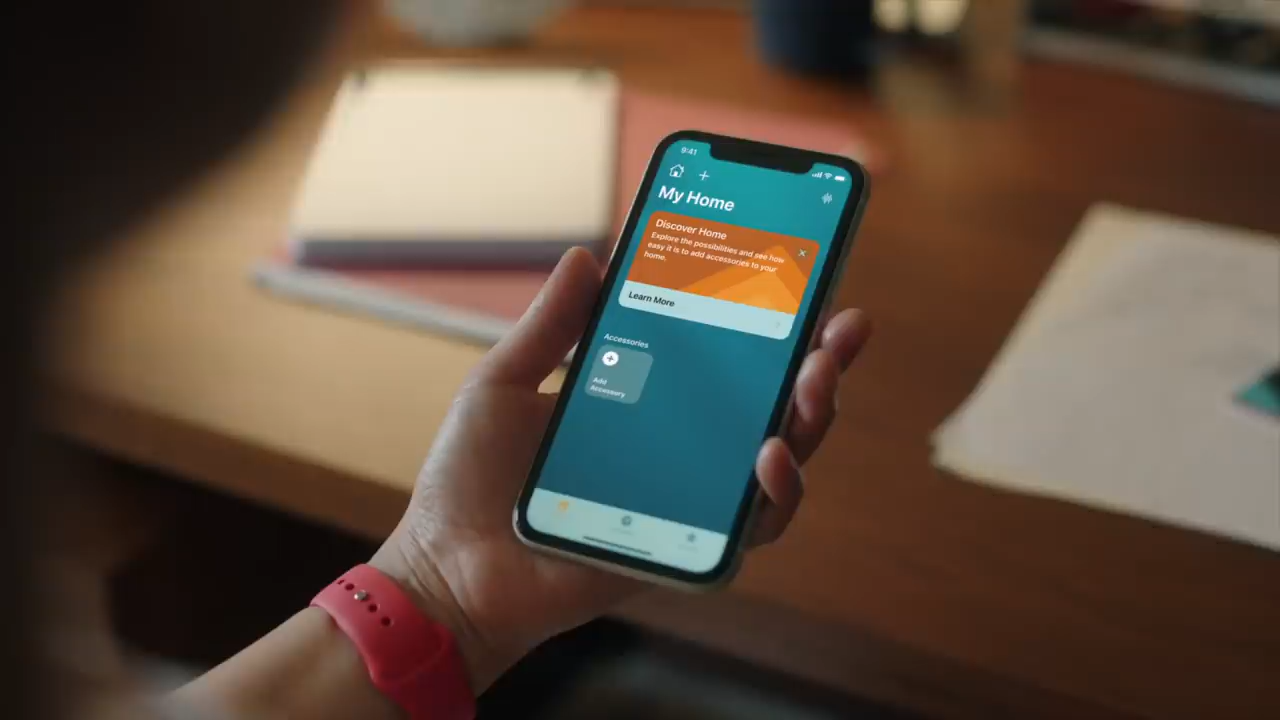 9:41
My Home
Discover Home
Explore the possibilities and see how
easy it is to add accessories to your
home.
Learn More
Accessories
Add
Accessory